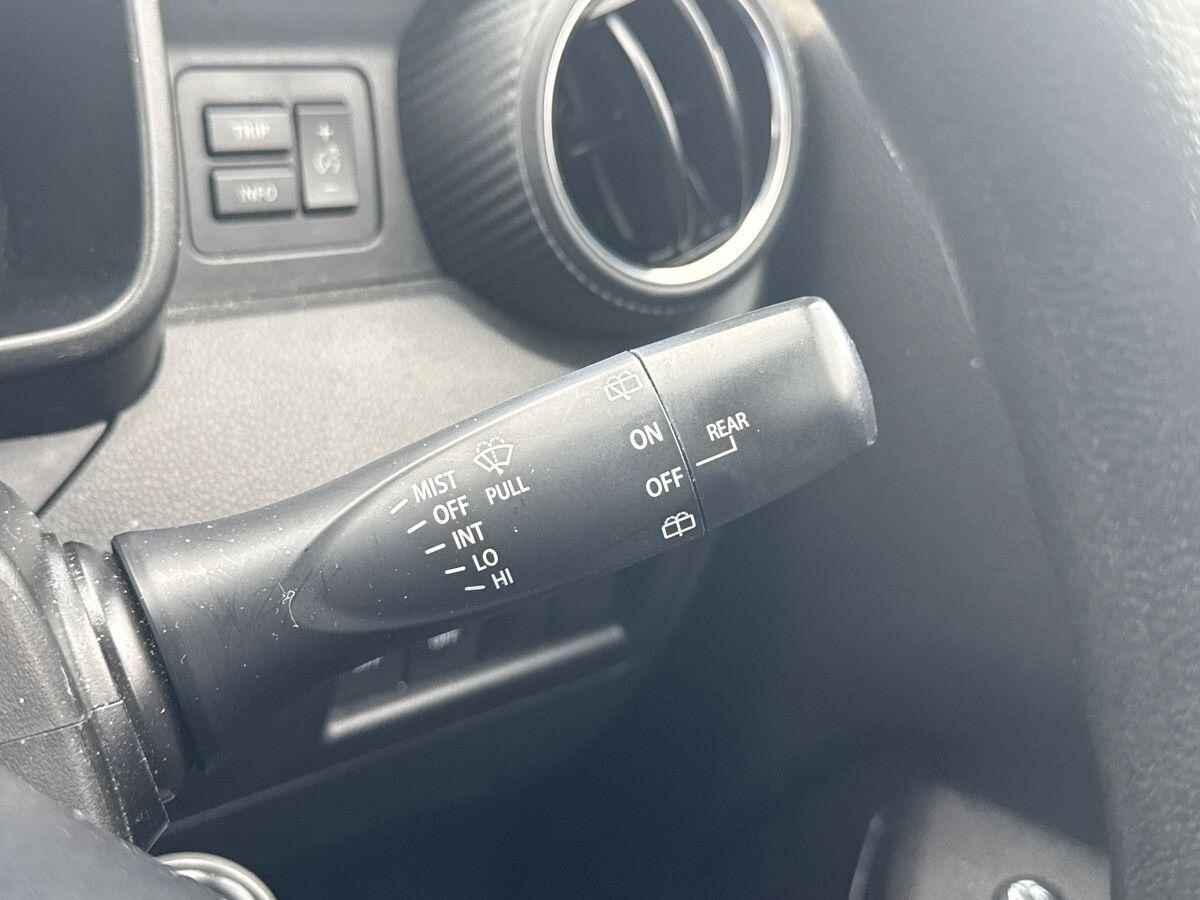 TRIP
INFO
MIST
OFF
INT
LO
HI
PULL
ON
OFF
REAR